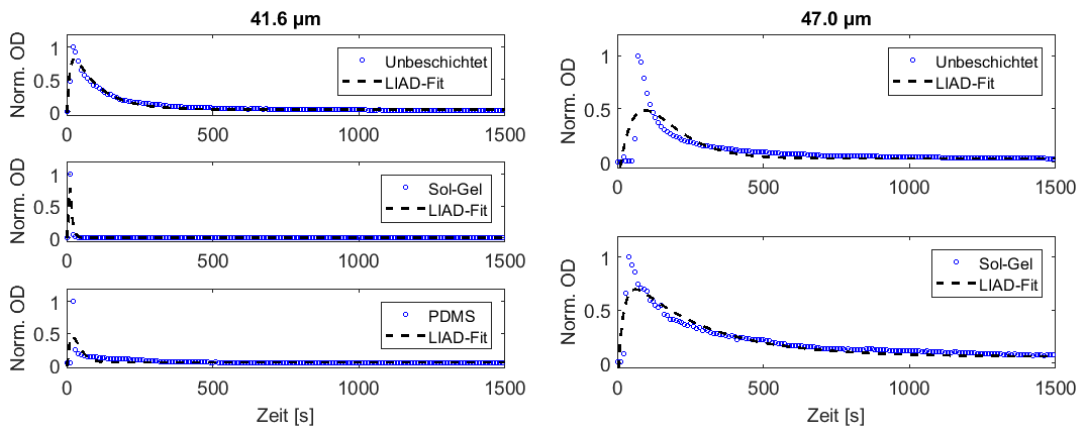 41.6 µm
Norm. OD
1
0.5
0
Unbeschichtet
LIAD-Fit
0 500 1000 1500
Norm. OD
1
0.5
0
Sol-Gel
LIAD-Fit
0 500 1000 1500
Norm. OD
1
0.5
0
PDMS
LIAD-Fit
0 500 1000 1500
Zeit [s]
47.0 µm
Norm. OD
1
0.5
0
Unbeschichtet
LIAD-Fit
0 500 1000 1500
Norm. OD
1
0.5
0
Sol-Gel
LIAD-Fit
0 500 1000 1500
Zeit [s]